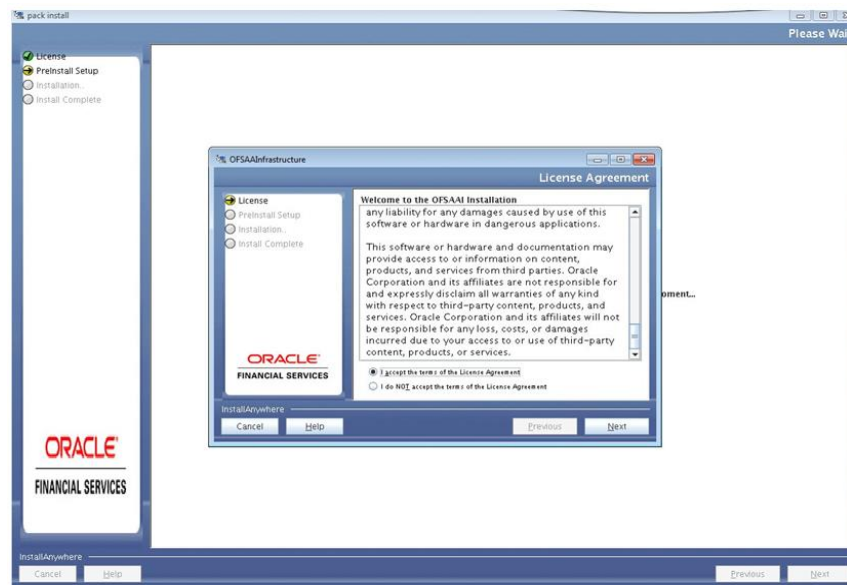 pack install
Please Wai
License
PreInstall Setup
Installation..
Install Complete
OFSAAInfrastructure
License Agreement
License
PreInstall Setup
Installation..
Install Complete
Welcome to the OFSAAI Installation
any liability for any damages caused by use of this
software or hardware in dangerous applications.
This software or hardware and documentation may
provide access to or information on content,
products, and services from third parties. Oracle
Corporation and its affiliates are not responsible for
and expressly disclaim all warranties of any kind
with respect to third-party content, products, and
services. Oracle Corporation and its affiliates will not
be responsible for any loss, costs, or damages
incurred due to your access to or use of third-party
content, products, or services.
oment...
ORACLE
FINANCIAL SERVICES
I accept the terms of the License Agreement
I do NOT accept the terms of the License Agreement
InstallAnywhere
Cancel Help Previous Next
ORACLE
FINANCIAL SERVICES
InstallAnywhere
Cancel Help Previous Next